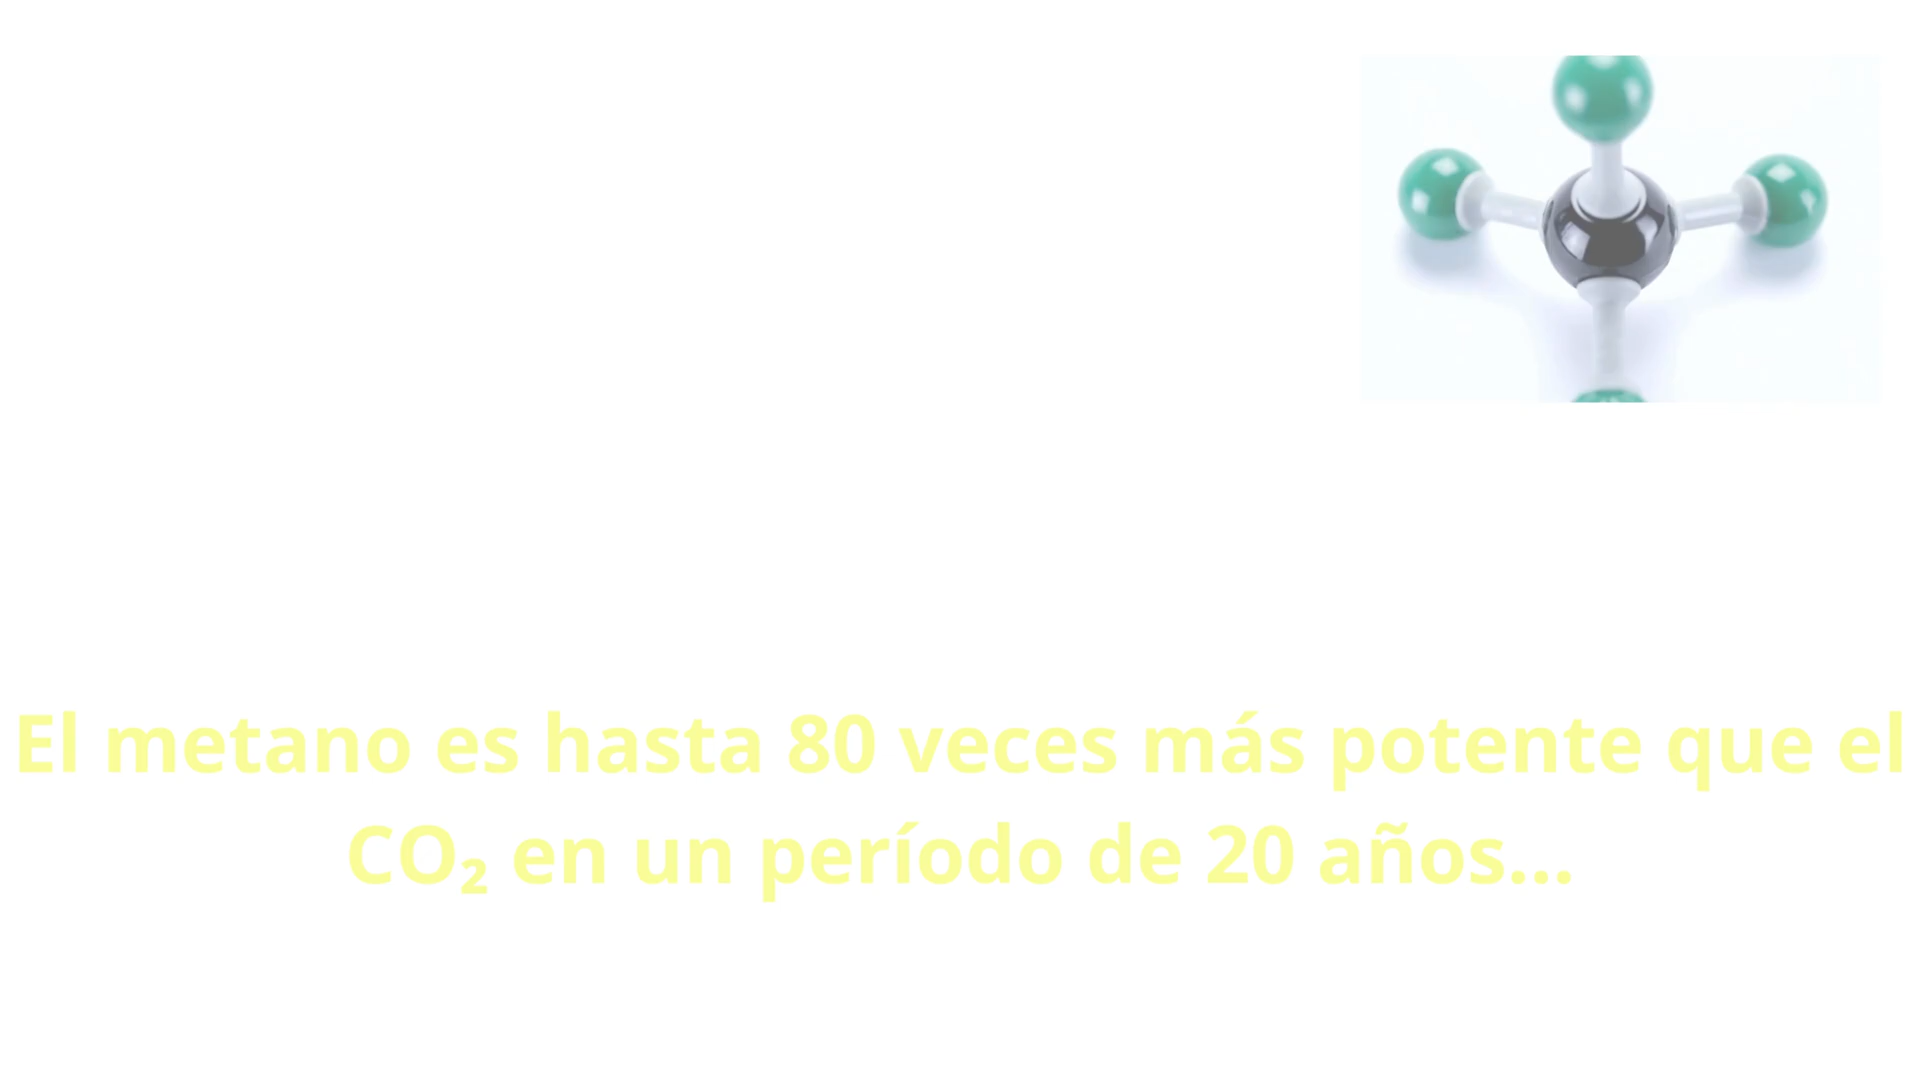 El metano es hasta 80 veces más potente que el
CO₂ en un período de 20 años...